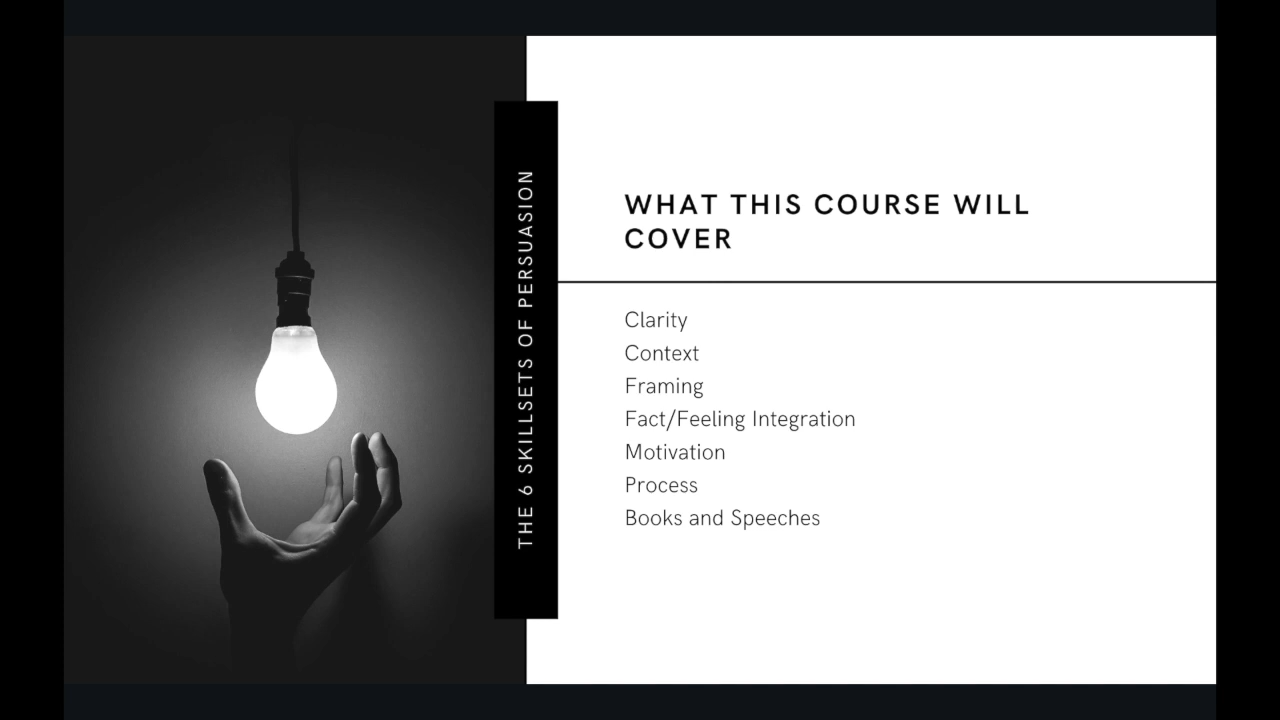 THE 6 SKILLSETS OF PERSUASION
WHAT THIS COURSE WILL
COVER
Clarity
Context
Framing
Fact/Feeling Integration
Motivation
Process
Books and Speeches